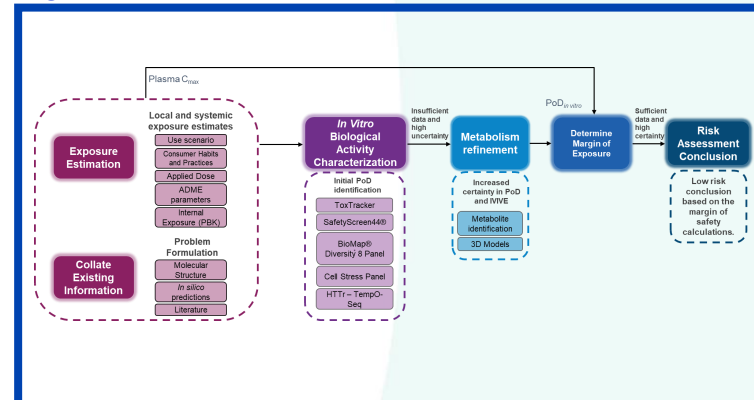 Plasma Cmax
Exposure
Estimation
Local and systemic
exposure estimates
Use scenario
Consumer Habits
and Practices
Applied Dose
ADME
parameters
Internal
Exposure (PBK)
Collate
Existing
Information
Problem
Formulation
Molecular
Structure
In silico
predictions
Literature
In Vitro
Biological
Activity
Characterization
Initial PoD
identification
ToxTracker
SafetyScreen44®
BioMap®
Diversity 8 Panel
Cell Stress Panel
HTTr – TempO-
Seq
Insufficient
data and
high
uncertainty
Metabolism
refinement
Increased
certainty in PoD
and IVIVE
Metabolite
identification
3D Models
PoDin vitro
Determine
Margin of
Exposure
Sufficient
data and
high
certainty
Risk
Assessment
Conclusion
Low risk
conclusion
based on the
margin of
safety
calculations.